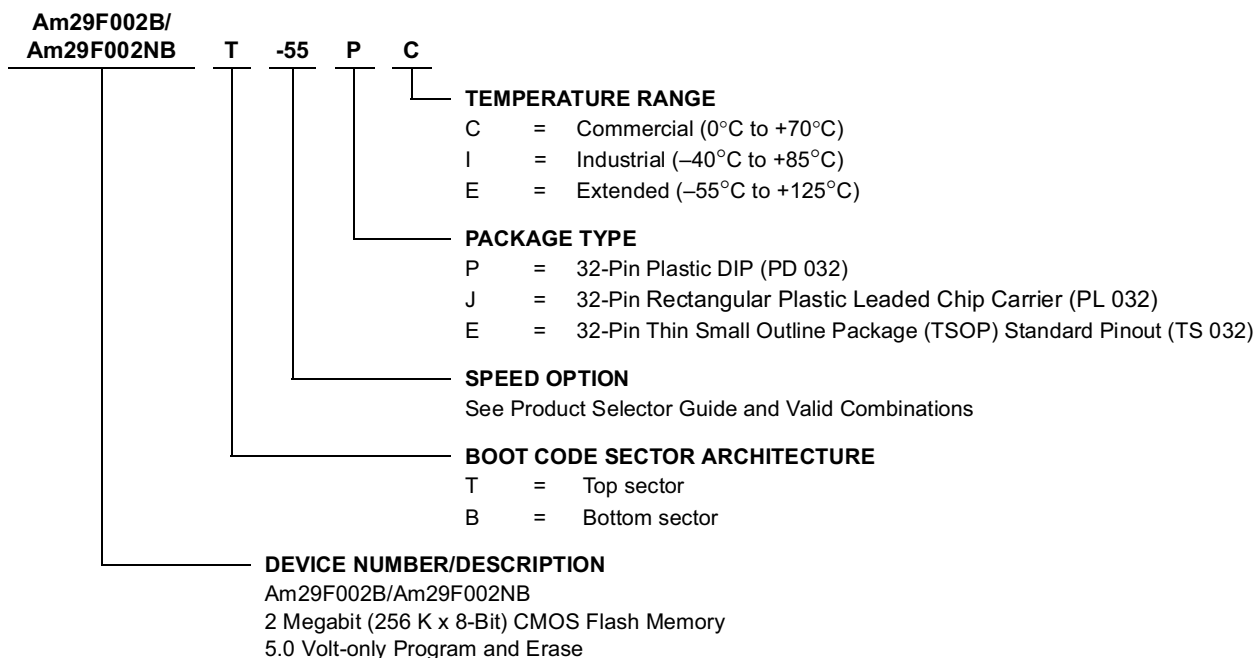 Am29F002B/
Am29F002NB T -55 P C
TEMPERATURE RANGE
C = Commercial (0°C to +70°C)
I = Industrial (–40°C to +85°C)
E = Extended (–55°C to +125°C)
PACKAGE TYPE
P = 32-Pin Plastic DIP (PD 032)
J = 32-Pin Rectangular Plastic Leaded Chip Carrier (PL 032)
E = 32-Pin Thin Small Outline Package (TSOP) Standard Pinout (TS 032)
SPEED OPTION
See Product Selector Guide and Valid Combinations
BOOT CODE SECTOR ARCHITECTURE
T = Top sector
B = Bottom sector
DEVICE NUMBER/DESCRIPTION
Am29F002B/Am29F002NB
2 Megabit (256 K x 8-Bit) CMOS Flash Memory
5.0 Volt-only Program and Erase